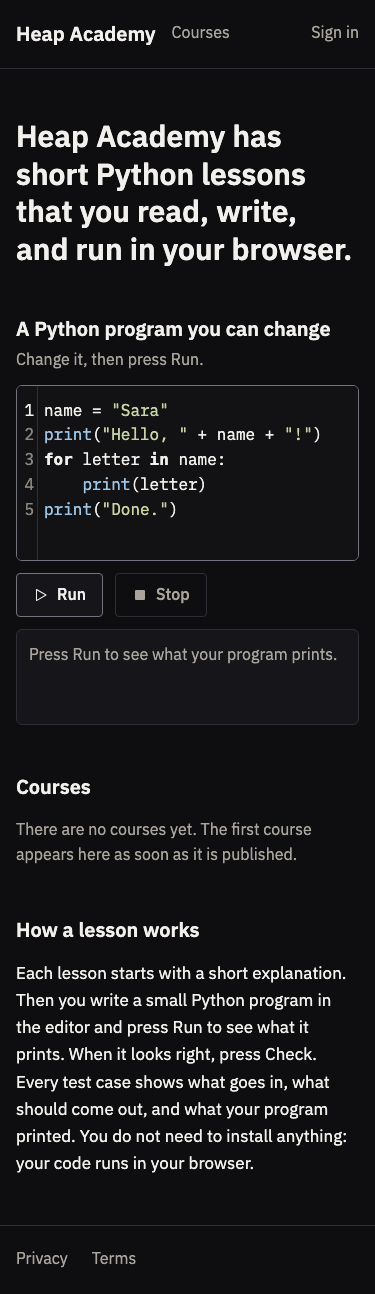 Heap Academy Courses Sign in
Heap Academy has
short Python lessons
that you read, write,
and run in your browser.
A Python program you can change
Change it, then press Run.
1 name = "Sara"
2 print("Hello, " + name + "!")
3 for letter in name:
4     print(letter)
5 print("Done.")
Run Stop
Press Run to see what your program prints.
Courses
There are no courses yet. The first course
appears here as soon as it is published.
How a lesson works
Each lesson starts with a short explanation.
Then you write a small Python program in
the editor and press Run to see what it
prints. When it looks right, press Check.
Every test case shows what goes in, what
should come out, and what your program
printed. You do not need to install anything:
your code runs in your browser.
Privacy Terms